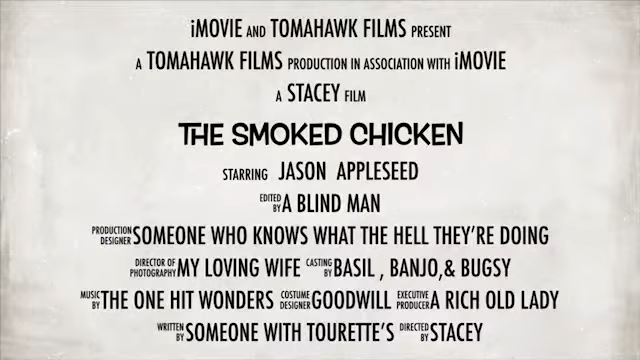 iMOVIE AND TOMAHAWK FILMS PRESENT
A TOMAHAWK FILMS PRODUCTION IN ASSOCIATION WITH iMOVIE
A STACEY FILM
THE SMOKED CHICKEN
STARRING JASON APPLESEED
EDITED BY A BLIND MAN
PRODUCTION DESIGNER SOMEONE WHO KNOWS WHAT THE HELL THEY'RE DOING
DIRECTOR OF PHOTOGRAPHY MY LOVING WIFE CASTING BY BASIL , BANJO,& BUGSY
MUSIC BY THE ONE HIT WONDERS COSTUME DESIGNER GOODWILL EXECUTIVE PRODUCER A RICH OLD LADY
WRITTEN BY SOMEONE WITH TOURETTE'S DIRECTED BY STACEY